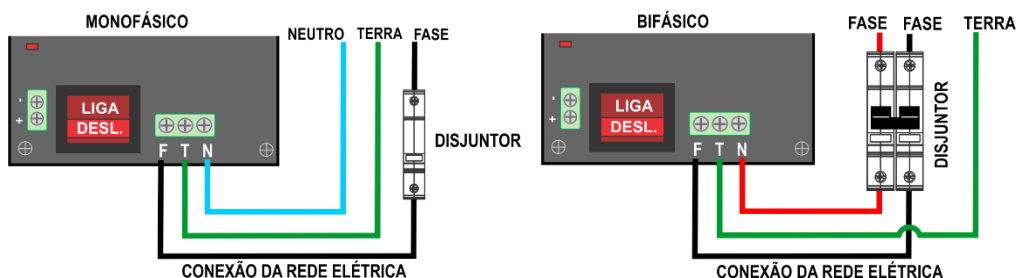 MONOFÁSICO
NEUTRO TERRA FASE
- +
LIGA
DESL.
F T N
DISJUNTOR
CONEXÃO DA REDE ELÉTRICA
BIFÁSICO
FASE FASE TERRA
- +
LIGA
DESL.
F T N
DISJUNTOR
CONEXÃO DA REDE ELÉTRICA